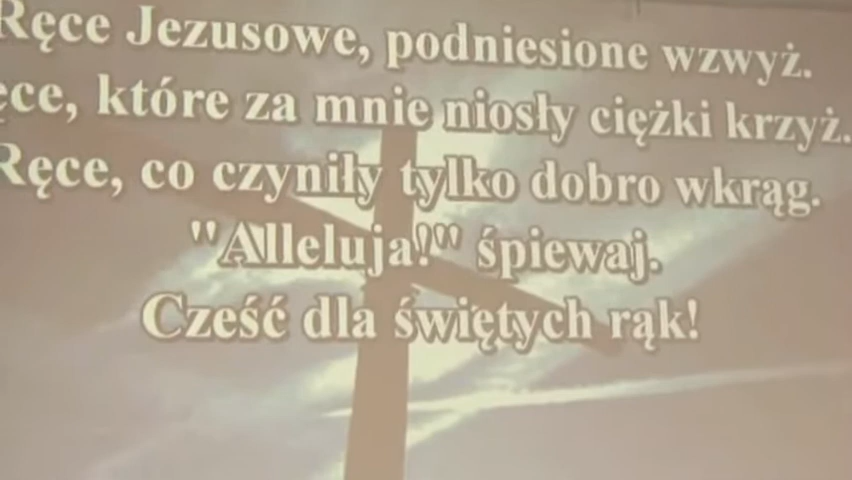 Ręce Jezusowe, podniesione wzwyż.
ęce, które za mnie niosły ciężki krzyż.
Ręce, co czyniły tylko dobro wkrąg.
"Alleluja!" śpiewaj.
Cześć dla świętych rąk!